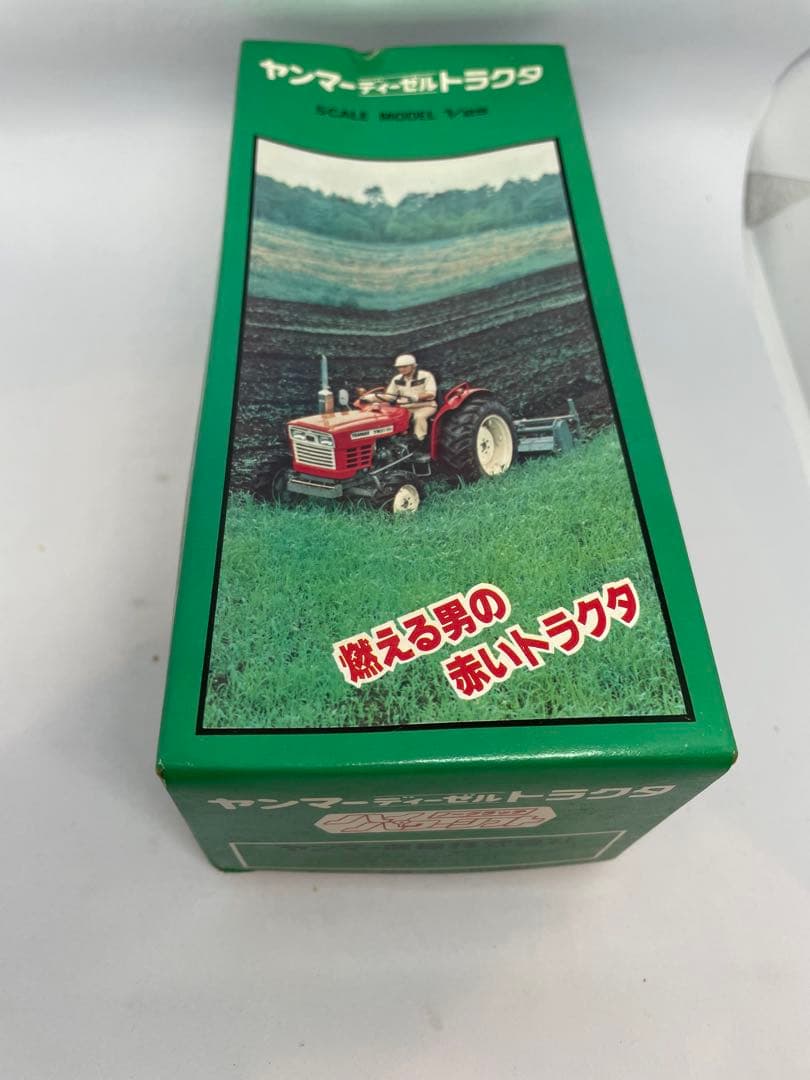 ヤンマーディーゼルトラクタ
SCALE MODEL
YANMAR
燃える男の
赤いトラクタ
ヤンマーディーゼルトラクタ